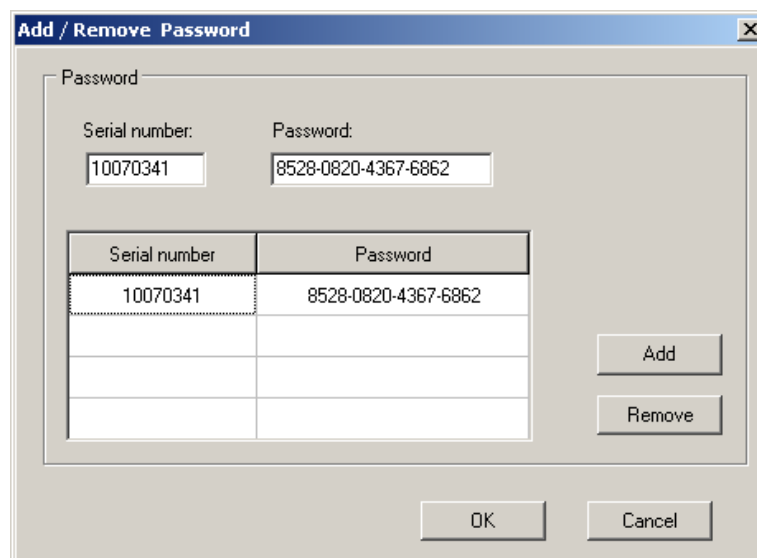 Add / Remove Password
Password
Serial number: Password:
10070341 8528-0820-4367-6862
Serial number Password
10070341 8528-0820-4367-6862
Add
Remove
OK Cancel